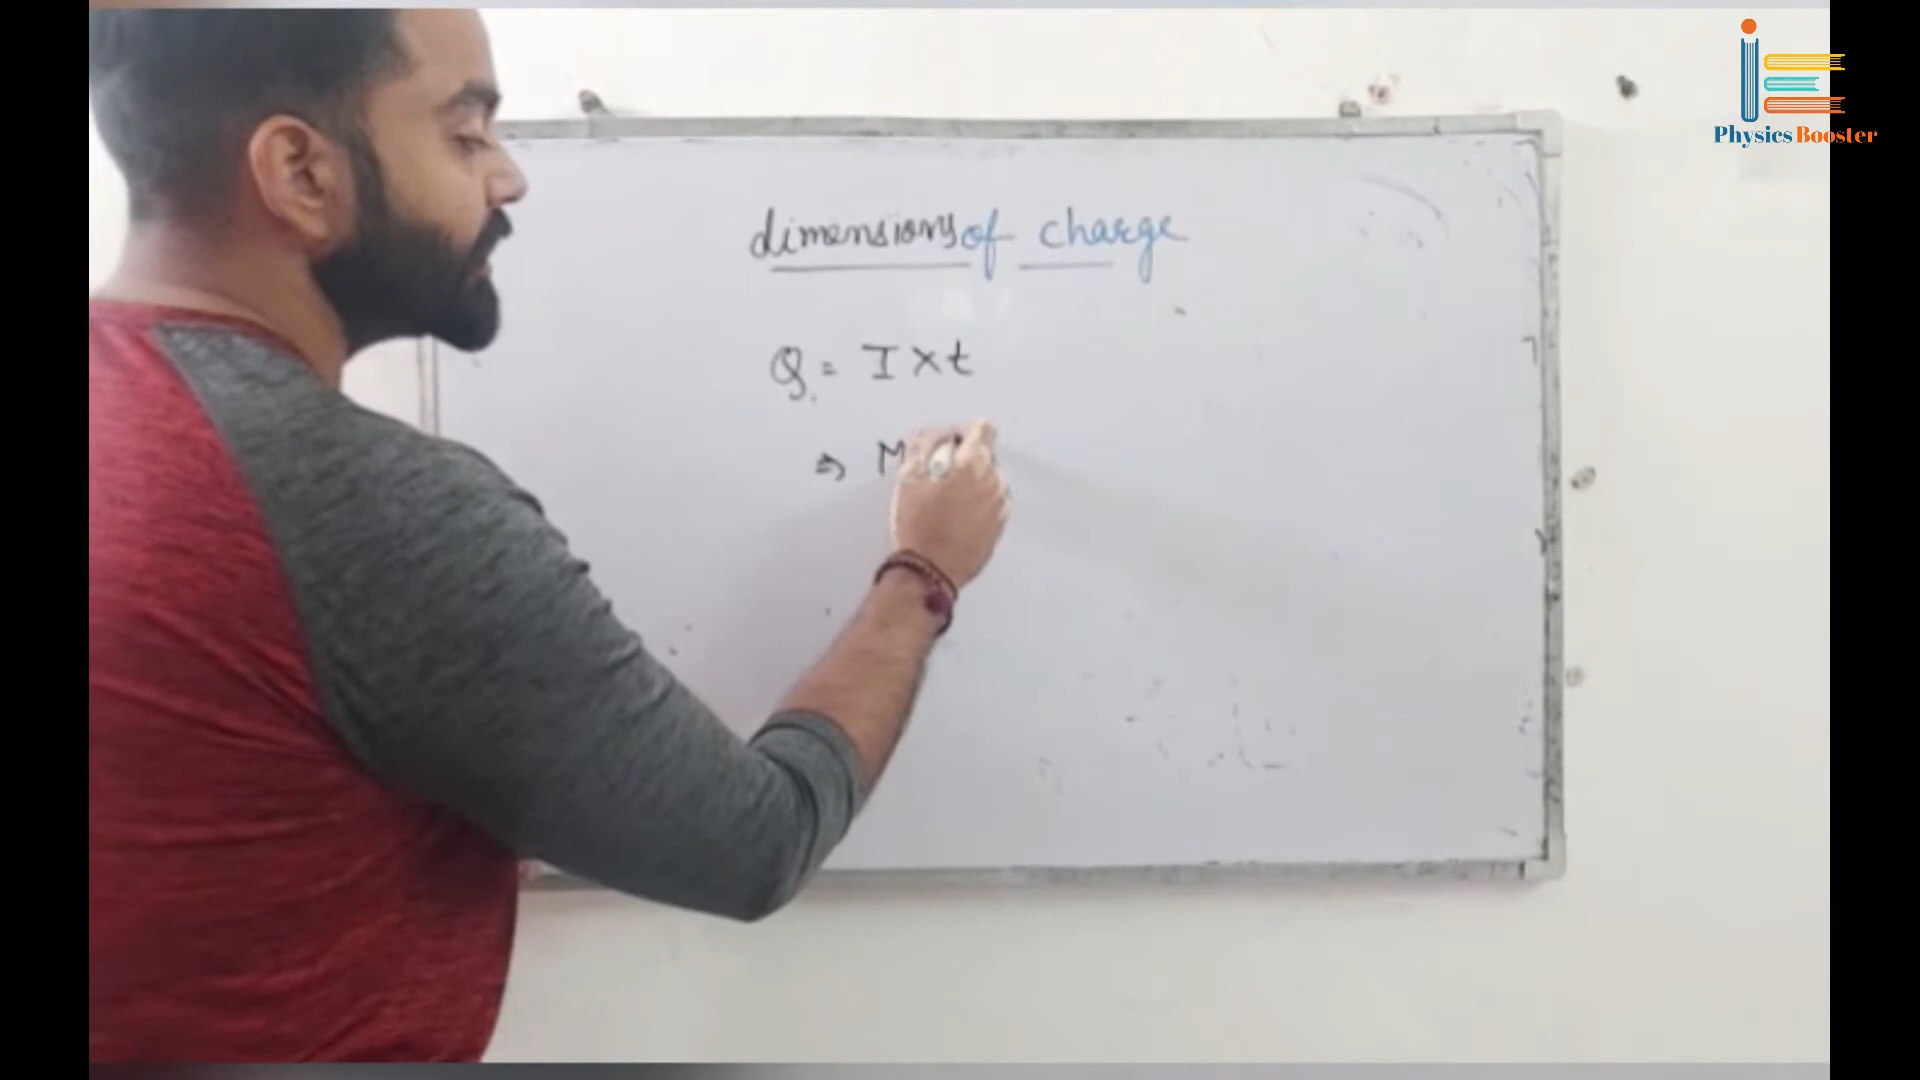 Physics Booster
dimensions of charge
Q = I × t
⇒ M